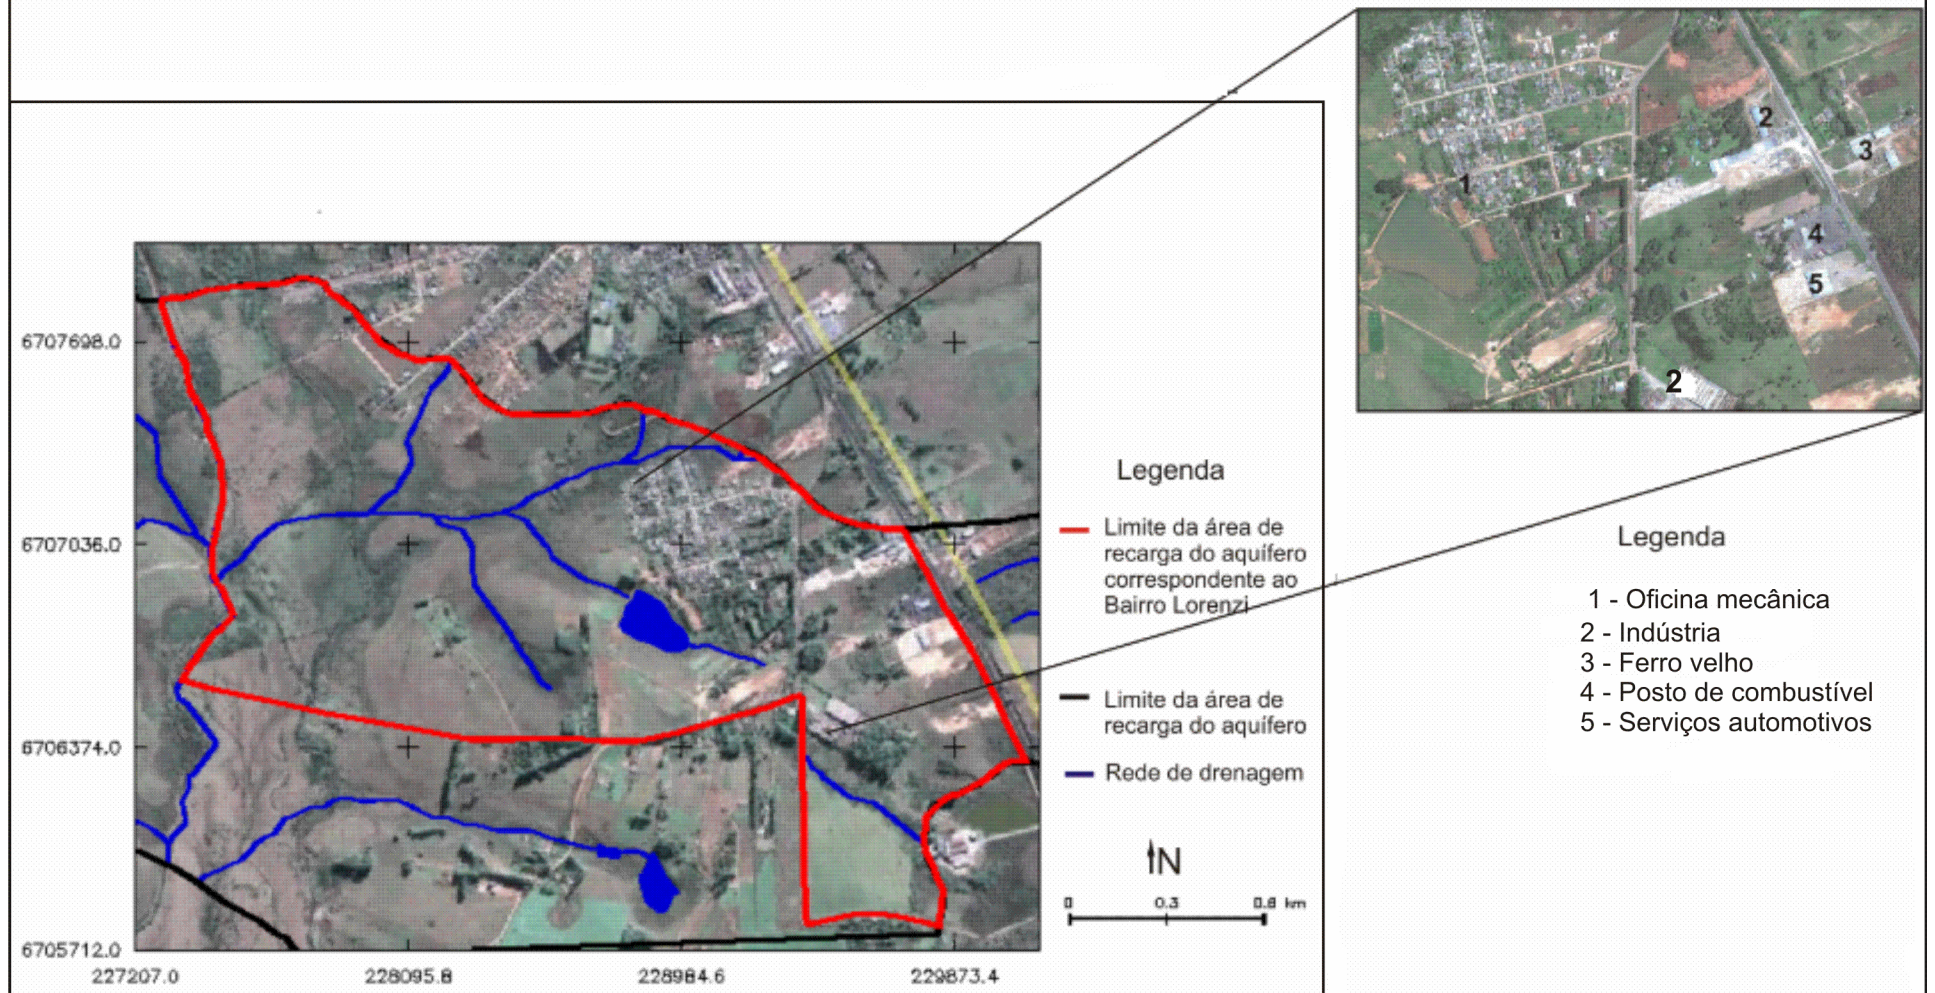 2
3
1
4
5
2
6707698.0
6707036.0
6706374.0
6705712.0
227207.0
228095.8
228984.6
229873.4
Legenda
Limite da área de
recarga do aquífero
correspondente ao
Bairro Lorenzi
Limite da área de
recarga do aquífero
Rede de drenagem
N
0 0.3 0.6 km
Legenda
1 - Oficina mecânica
2 - Indústria
3 - Ferro velho
4 - Posto de combustível
5 - Serviços automotivos